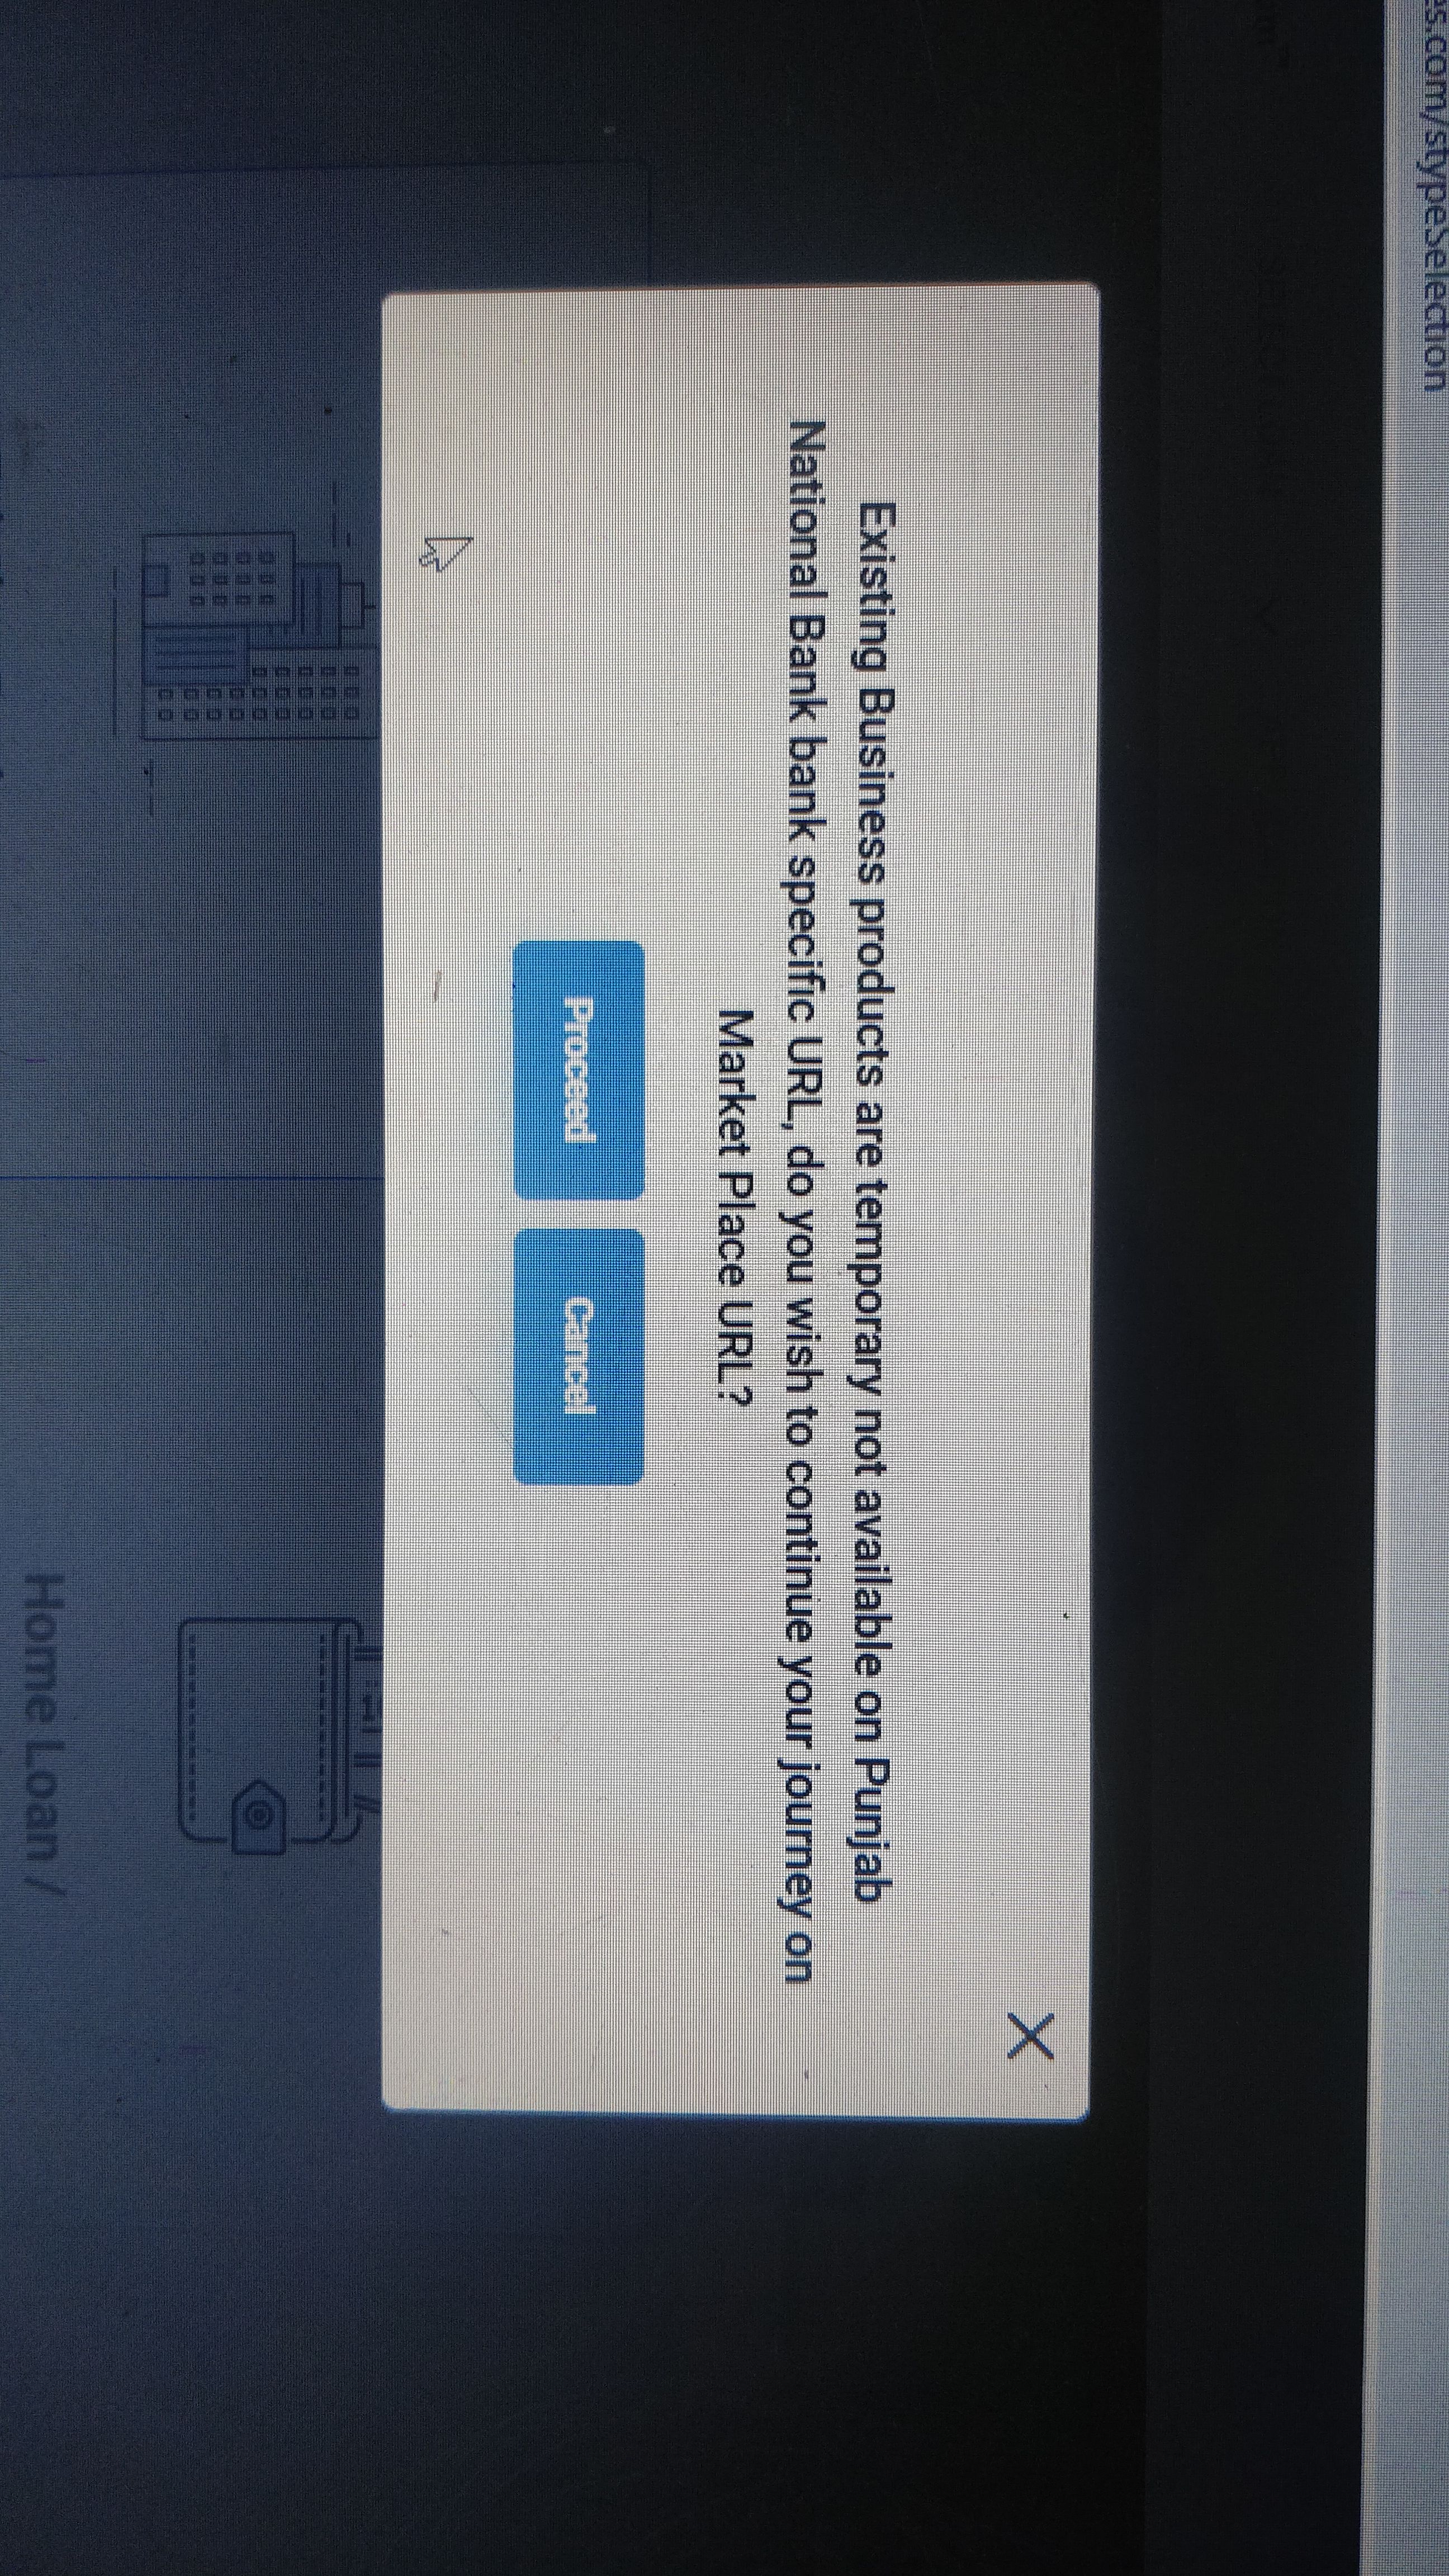 es.com/stypeSelection
Existing Business products are temporary not available on Punjab
National Bank bank specific URL, do you wish to continue your journey on
Market Place URL?
Proceed
Cancel
Home Loan /